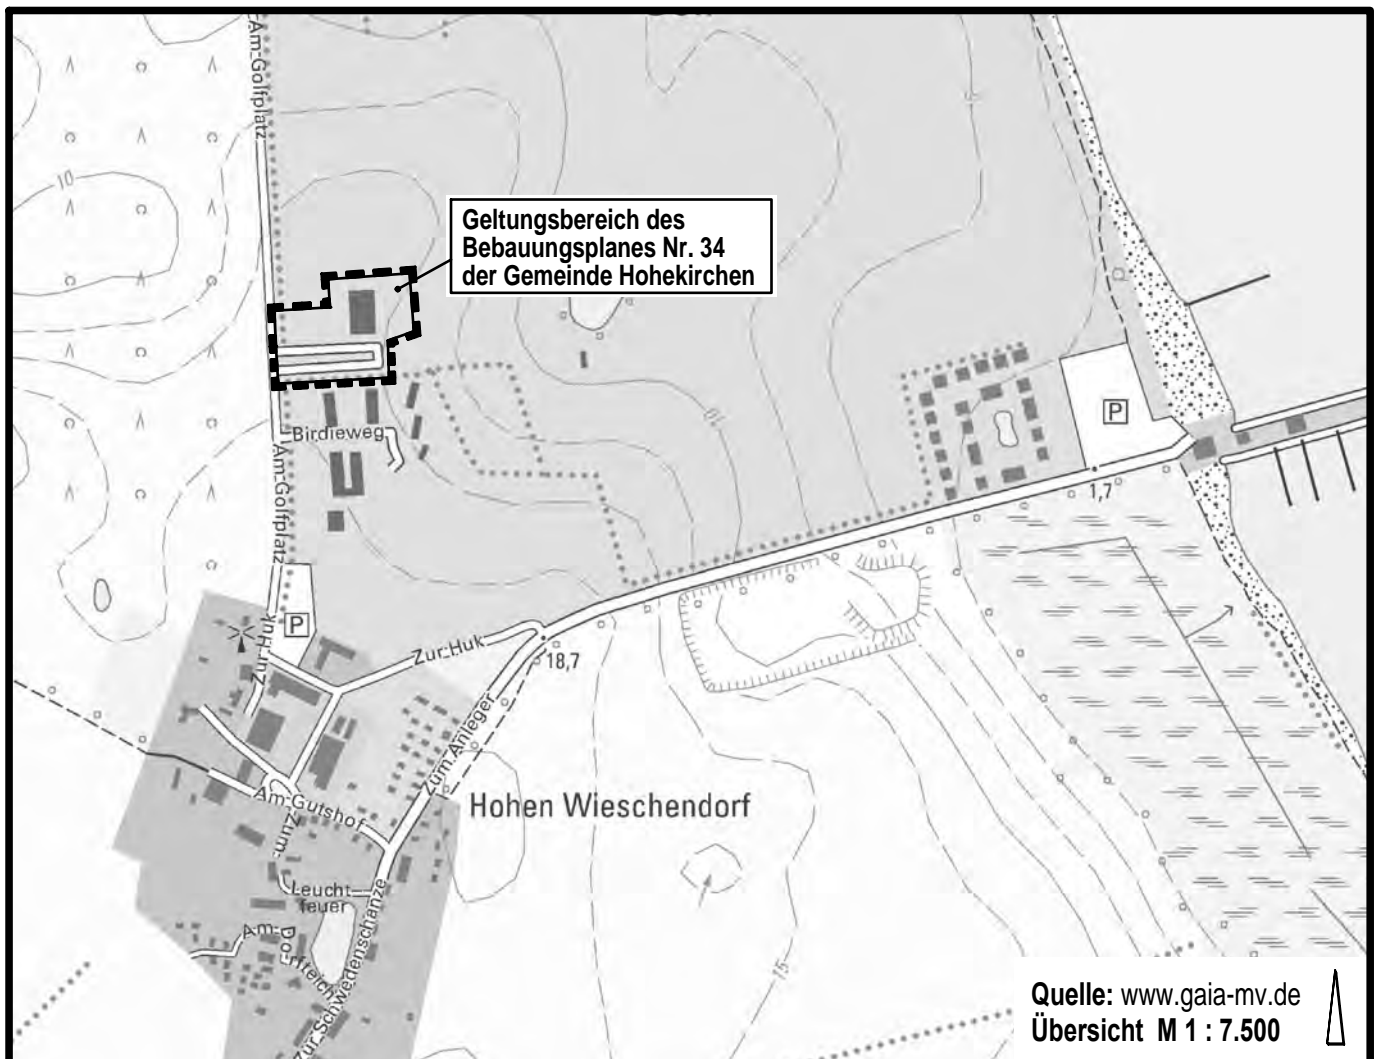 Am Golfplatz
10
Geltungsbereich des
Bebauungsplanes Nr. 34
der Gemeinde Hohekirchen
Birdieweg
Am Golfplatz
10
P
1,7
P
Zur Huk
Zur Huk
18,7
Zum Anleger
Hohen Wieschendorf
Am Gutshof
Zum
Leucht
feuer
Am Dorfteich
Zur Schwedenschanze
15
Quelle: www.gaia-mv.de
Übersicht M 1 : 7.500